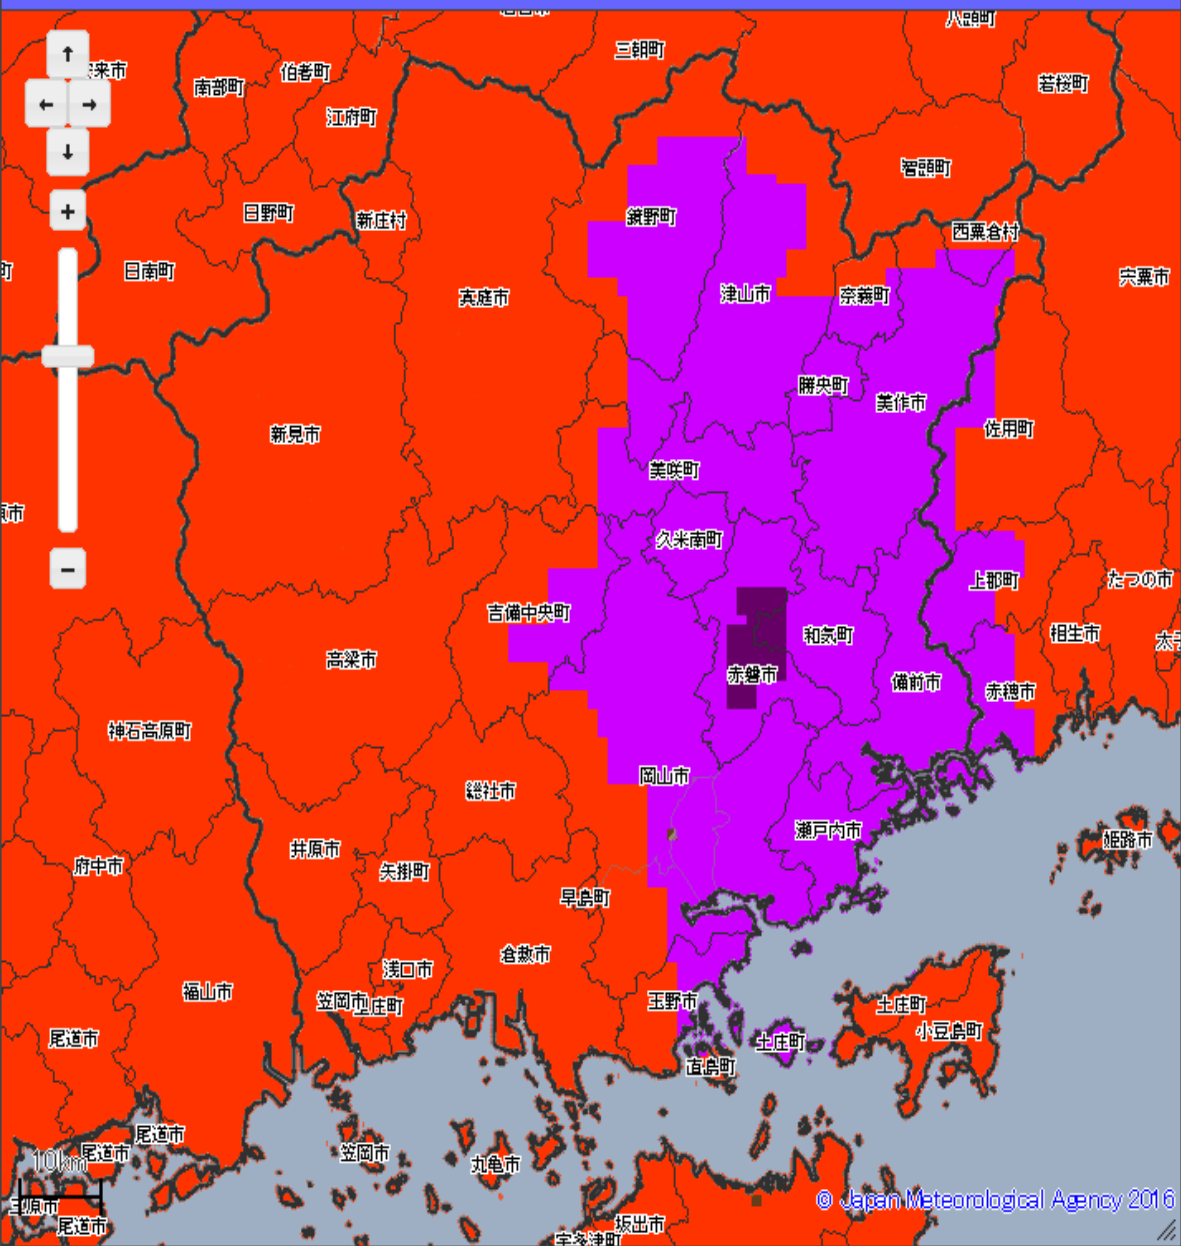 八頭町
三朝町
南部町
伯耆町
若桜町
江府町
智頭町
日野町
新庄村
鏡野町
西粟倉村
日南町
宍粟市
真庭市
津山市
奈義町
勝央町
美作市
新見市
佐用町
美咲町
久米南町
上郡町
たつの市
吉備中央町
和気町
相生市
高梁市
赤磐市
備前市
赤穂市
神石高原町
岡山市
総社市
瀬戸内市
姫路市
井原市
府中市
矢掛町
早島町
倉敷市
浅口市
福山市
笠岡市
里庄町
玉野市
土庄町
小豆島町
尾道市
土庄町
直島町
尾道市
尾道市
笠岡市
丸亀市
10km
三原市
© Japan Meteorological Agency 2016
尾道市
坂出市
宇多津町